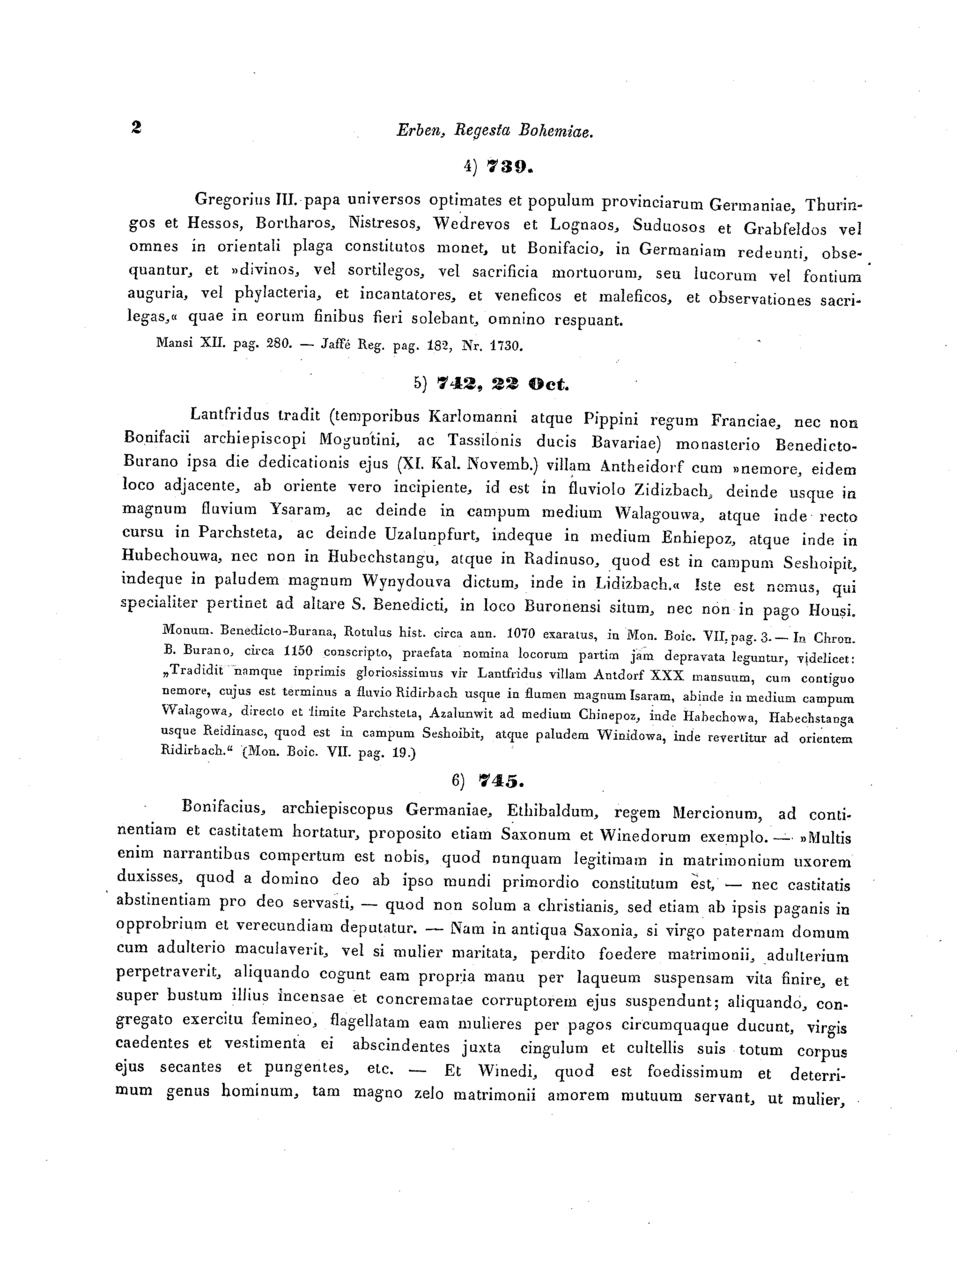 2
Erben, Regesta Bohemiae.
4) 739.
Gregorius III. papa universos optimates et populum provinciarum Germaniae, Thurin-
gos et Hessos, Bortharos, Nistresos, Wedrevos et Lognaos, Suduosos et Grabfeldos vel
omnes in orientali plaga constitutos monet, ut Bonifacio, in Germaniam redeunti, obse-
quantur, et »divinos, vel sortilegos, vel sacrificia mortuorum, seu lucorum vel fontium
auguria, vel phylacteria, et incantatores, et veneficos et maleficos, et observationes sacri-
legas,« quae in eorum finibus fieri solebant, omnino respuant.
Mansi XII. pag. 280. — Jaffé Reg. pag. 182, Nr. 1730.
5) 742, 22 Oct.
Lantfridus tradit (temporibus Karlomanni atque Pippini regum Franciae, nec non
Bonifacii archiepiscopi Moguntini, ac Tassilonis ducis Bavariae) monasterio Benedicto-
Burano ipsa die dedicationis ejus (XI. Kal. Novemb.) villam Antheidorf cum »nemore, eidem
loco adjacente, ab oriente vero incipiente, id est in fluviolo Zidizbach, deinde usque in
magnum fluvium Ysaram, ac deinde in campum medium Walagouwa, atque inde recto
cursu in Parchsteta, ac deinde Uzalunpfurt, indeque in medium Enhiepoz, atque inde in
Hubechouwa, nec non in Hubechstangu, atque in Radinuso, quod est in campum Seshoipit,
indeque in paludem magnum Wynydouva dictum, inde in Lidizbach.« Iste est nemus, qui
specialiter pertinet ad altare S. Benedicti, in loco Buronensi situm, nec non in pago Housi.
Monum. Benedicto-Burana, Rotulus hist. circa ann. 1070 exaratus, in Mon. Boic. VII. pag. 3. — In Chron.
B. Burano, circa 1150 conscripto, praefata nomina locorum partim jam depravata leguntur, videlicet:
„Tradidit namque inprimis gloriosissimus vir Lantfridus villam Antdorf XXX mansuum, cum contiguo
nemore, cujus est terminus a fluvio Ridirbach usque in flumen magnum Isaram, abinde in medium campum
Walagowa, directo et limite Parchsteta, Azalunwit ad medium Chinepoz, inde Habechowa, Habechstanga
usque Reidinasc, quod est in campum Seshoibit, atque paludem Winidowa, inde revertitur ad orientem
Ridirbach.“ (Mon. Boic. VII. pag. 19.)
6) 745.
Bonifacius, archiepiscopus Germaniae, Ethibaldum, regem Mercionum, ad conti-
nentiam et castitatem hortatur, proposito etiam Saxonum et Winedorum exemplo. — »Multis
enim narrantibus compertum est nobis, quod nunquam legitimam in matrimonium uxorem
duxisses, quod a domino deo ab ipso mundi primordio constitutum est, — nec castitatis
abstinentiam pro deo servasti, — quod non solum a christianis, sed etiam ab ipsis paganis in
opprobrium et verecundiam deputatur. — Nam in antiqua Saxonia, si virgo paternam domum
cum adulterio maculaverit, vel si mulier maritata, perdito foedere matrimonii, adulterium
perpetraverit, aliquando cogunt eam propria manu per laqueum suspensam vita finire, et
super bustum illius incensae et concrematae corruptorem ejus suspendunt; aliquando, con-
gregato exercitu femineo, flagellatam eam mulieres per pagos circumquaque ducunt, virgis
caedentes et vestimenta ei abscindentes juxta cingulum et cultellis suis totum corpus
ejus secantes et pungentes, etc. — Et Winedi, quod est foedissimum et deterri-
mum genus hominum, tam magno zelo matrimonii amorem mutuum servant, ut mulier,